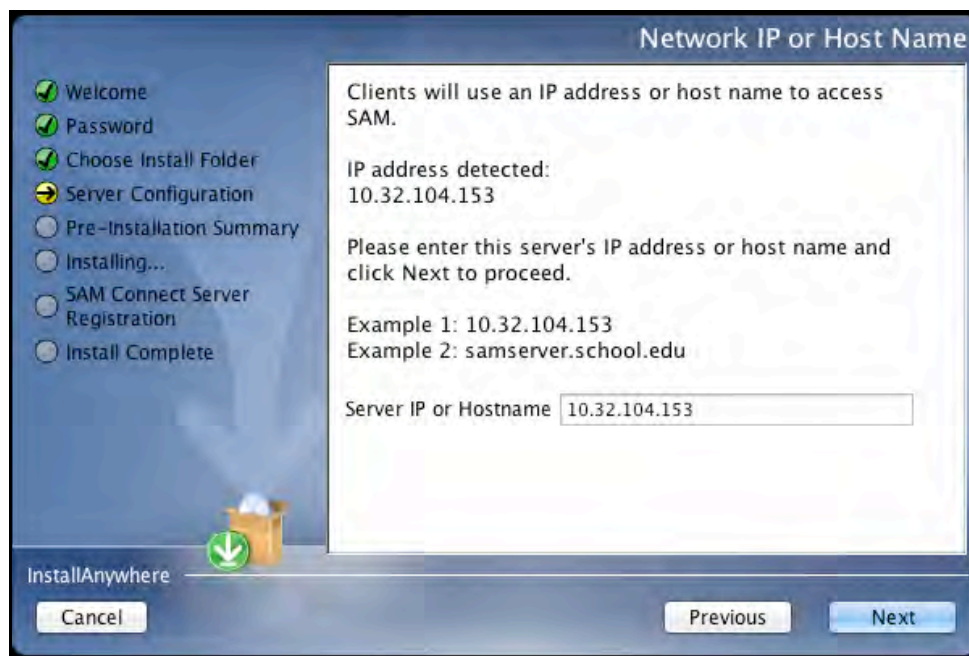 Network IP or Host Name
Welcome
Password
Choose Install Folder
Server Configuration
Pre-Installation Summary
Installing...
SAM Connect Server
Registration
Install Complete
Clients will use an IP address or host name to access
SAM.
IP address detected:
10.32.104.153
Please enter this server's IP address or host name and
click Next to proceed.
Example 1: 10.32.104.153
Example 2: samserver.school.edu
Server IP or Hostname 10.32.104.153
InstallAnywhere
Cancel
Previous
Next